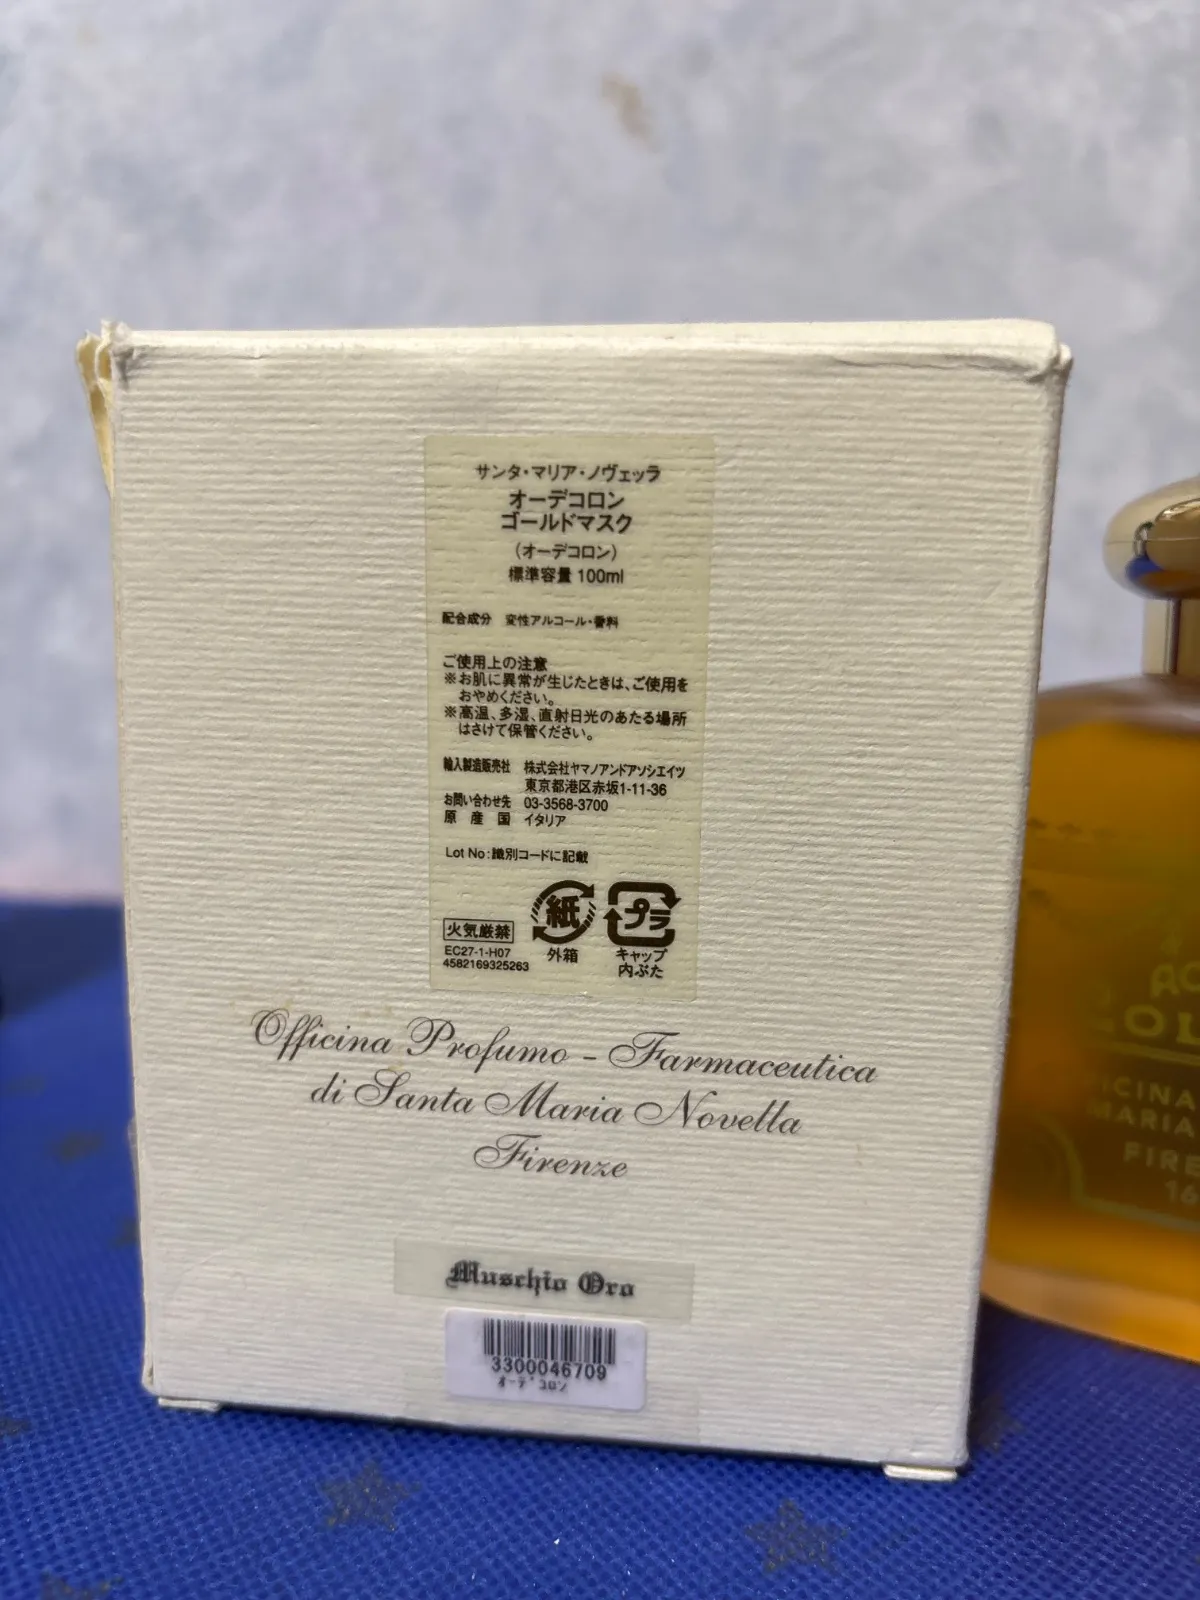 サンタ・マリア・ノヴェッラ
オーデコロン
ゴールドマスク
(オーデコロン)
標準容量 100ml
配合成分 変性アルコール・香料
ご使用上の注意
※お肌に異常が生じたときは、ご使用を
おやめください。
※高温、多湿、直射日光のあたる場所
はさけて保管ください。
輸入製造販売社 株式会社ヤマノアンドアソシエイツ
東京都港区赤坂1-11-36
お問い合わせ先 03-3568-3700
原産国 イタリア
Lot No:識別コードに記載
紙
プラ
火気厳禁
外箱
キャップ
内ぶた
EC27-1-H07
4582169325263
Officina Profumo - Farmaceutica
di Santa Maria Novella
Firenze
Muschio Oro
3300046709
オーデコロン
ICINA
MARIA
FIRE